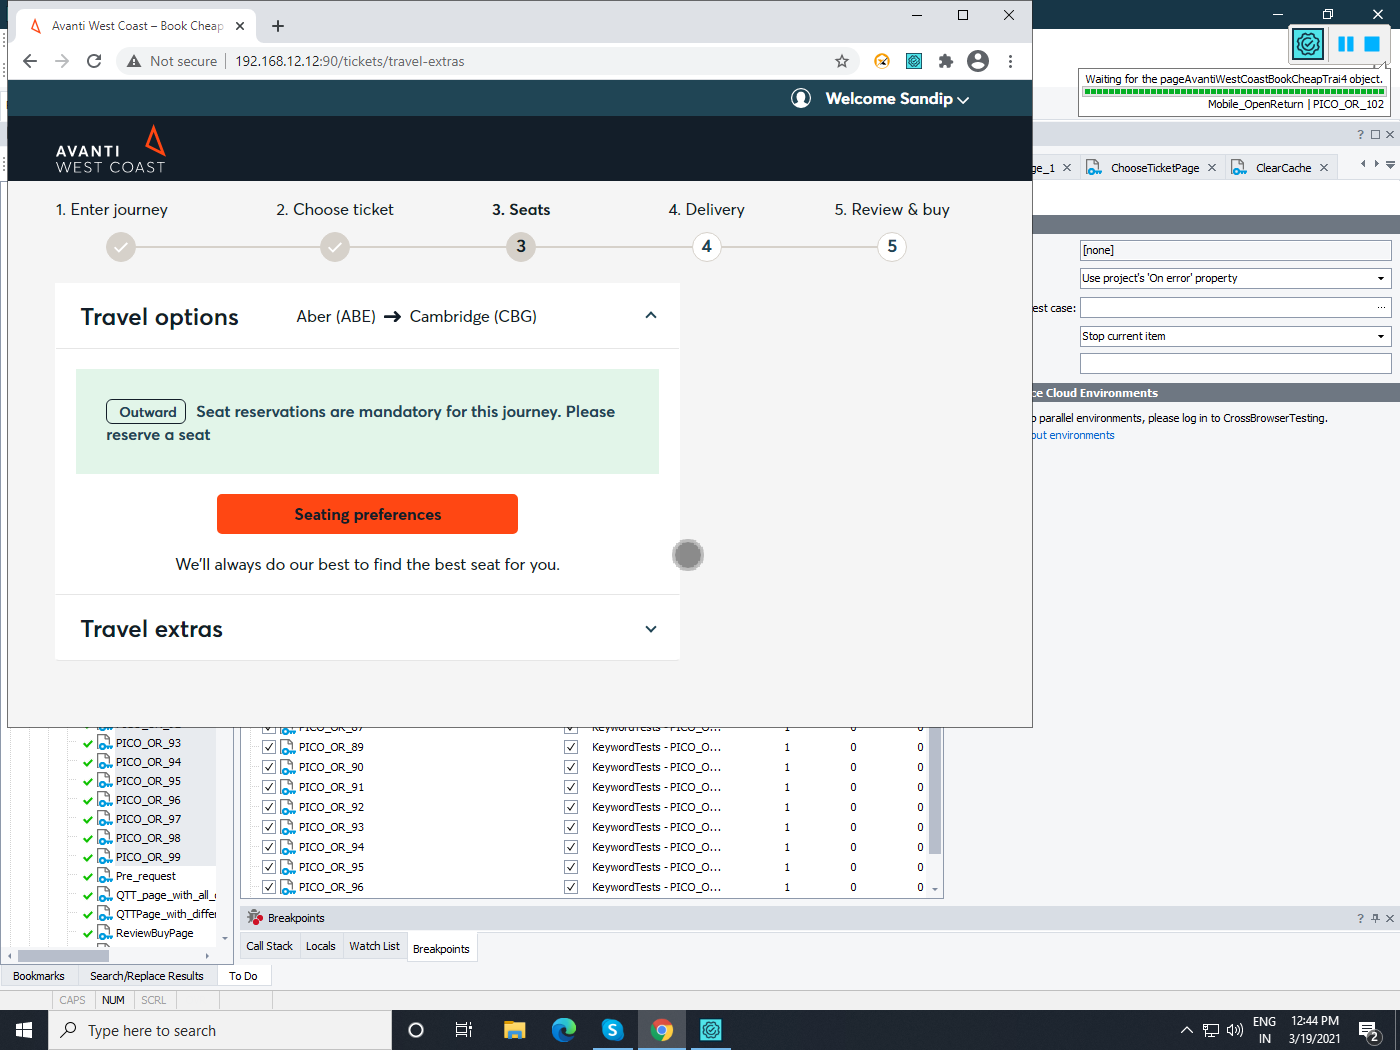 Avanti West Coast – Book Cheap
Not secure
192.168.12.12:90/tickets/travel-extras
Waiting for the pageAvantiWestCoastBookCheapTrai4 object.
Mobile_OpenReturn | PICO_OR_102
Welcome Sandip
AVANTI
WEST COAST
ge_1
ChooseTicketPage
ClearCache
1. Enter journey
2. Choose ticket
3. Seats
4. Delivery
5. Review & buy
3
4
5
[none]
Use project's 'On error' property
est case:
Stop current item
ce Cloud Environments
o parallel environments, please log in to CrossBrowserTesting.
out environments
Travel options
Aber (ABE) → Cambridge (CBG)
Outward Seat reservations are mandatory for this journey. Please
reserve a seat
Seating preferences
We'll always do our best to find the best seat for you.
Travel extras
PICO_OR_93
PICO_OR_94
PICO_OR_95
PICO_OR_96
PICO_OR_97
PICO_OR_98
PICO_OR_99
Pre_request
QTT_page_with_all_
QTTPage_with_differ
ReviewBuyPage
PICO_OR_87 KeywordTests - PICO_O... 1 0 0
PICO_OR_89 KeywordTests - PICO_O... 1 0 0
PICO_OR_90 KeywordTests - PICO_O... 1 0 0
PICO_OR_91 KeywordTests - PICO_O... 1 0 0
PICO_OR_92 KeywordTests - PICO_O... 1 0 0
PICO_OR_93 KeywordTests - PICO_O... 1 0 0
PICO_OR_94 KeywordTests - PICO_O... 1 0 0
PICO_OR_95 KeywordTests - PICO_O... 1 0 0
PICO_OR_96 KeywordTests - PICO_O... 1 0 0
Breakpoints
Call Stack
Locals
Watch List
Breakpoints
Bookmarks
Search/Replace Results
To Do
CAPS
NUM
SCRL
Type here to search
ENG
IN
12:44 PM
3/19/2021
2